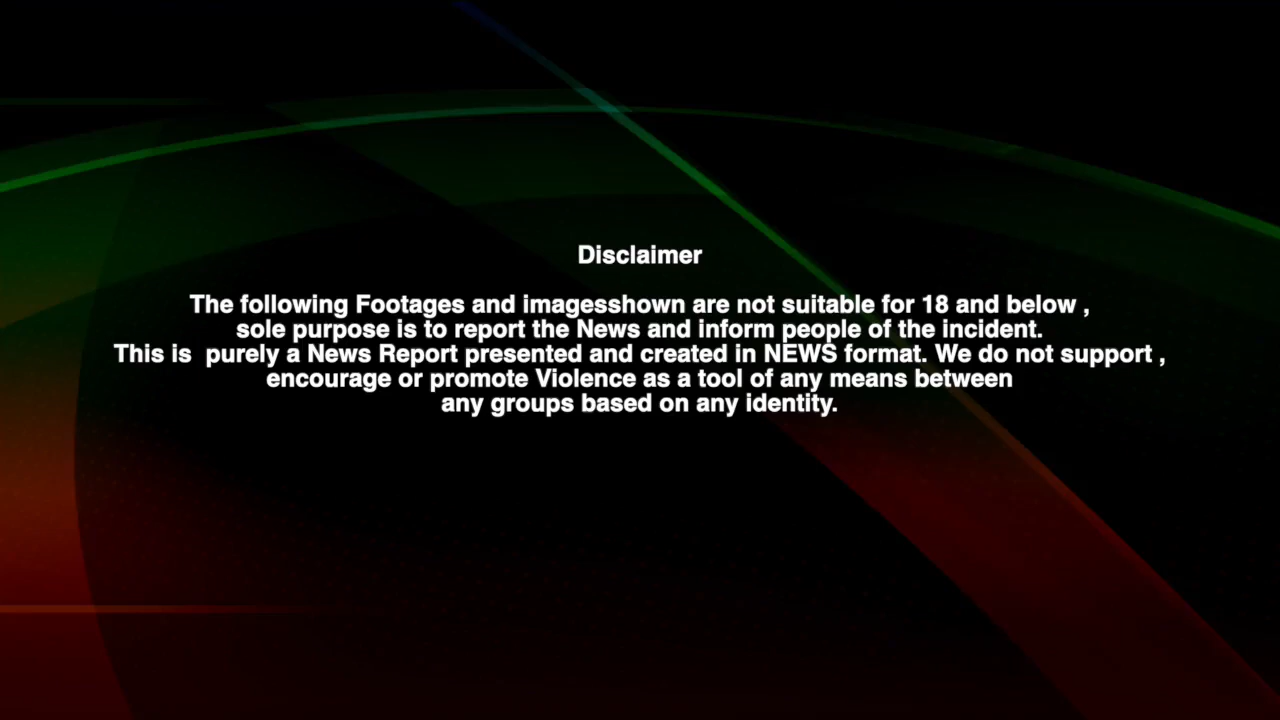 Disclaimer
The following Footages and imagesshown are not suitable for 18 and below ,
sole purpose is to report the News and inform people of the incident.
This is  purely a News Report presented and created in NEWS format. We do not support ,
encourage or promote Violence as a tool of any means between
any groups based on any identity.